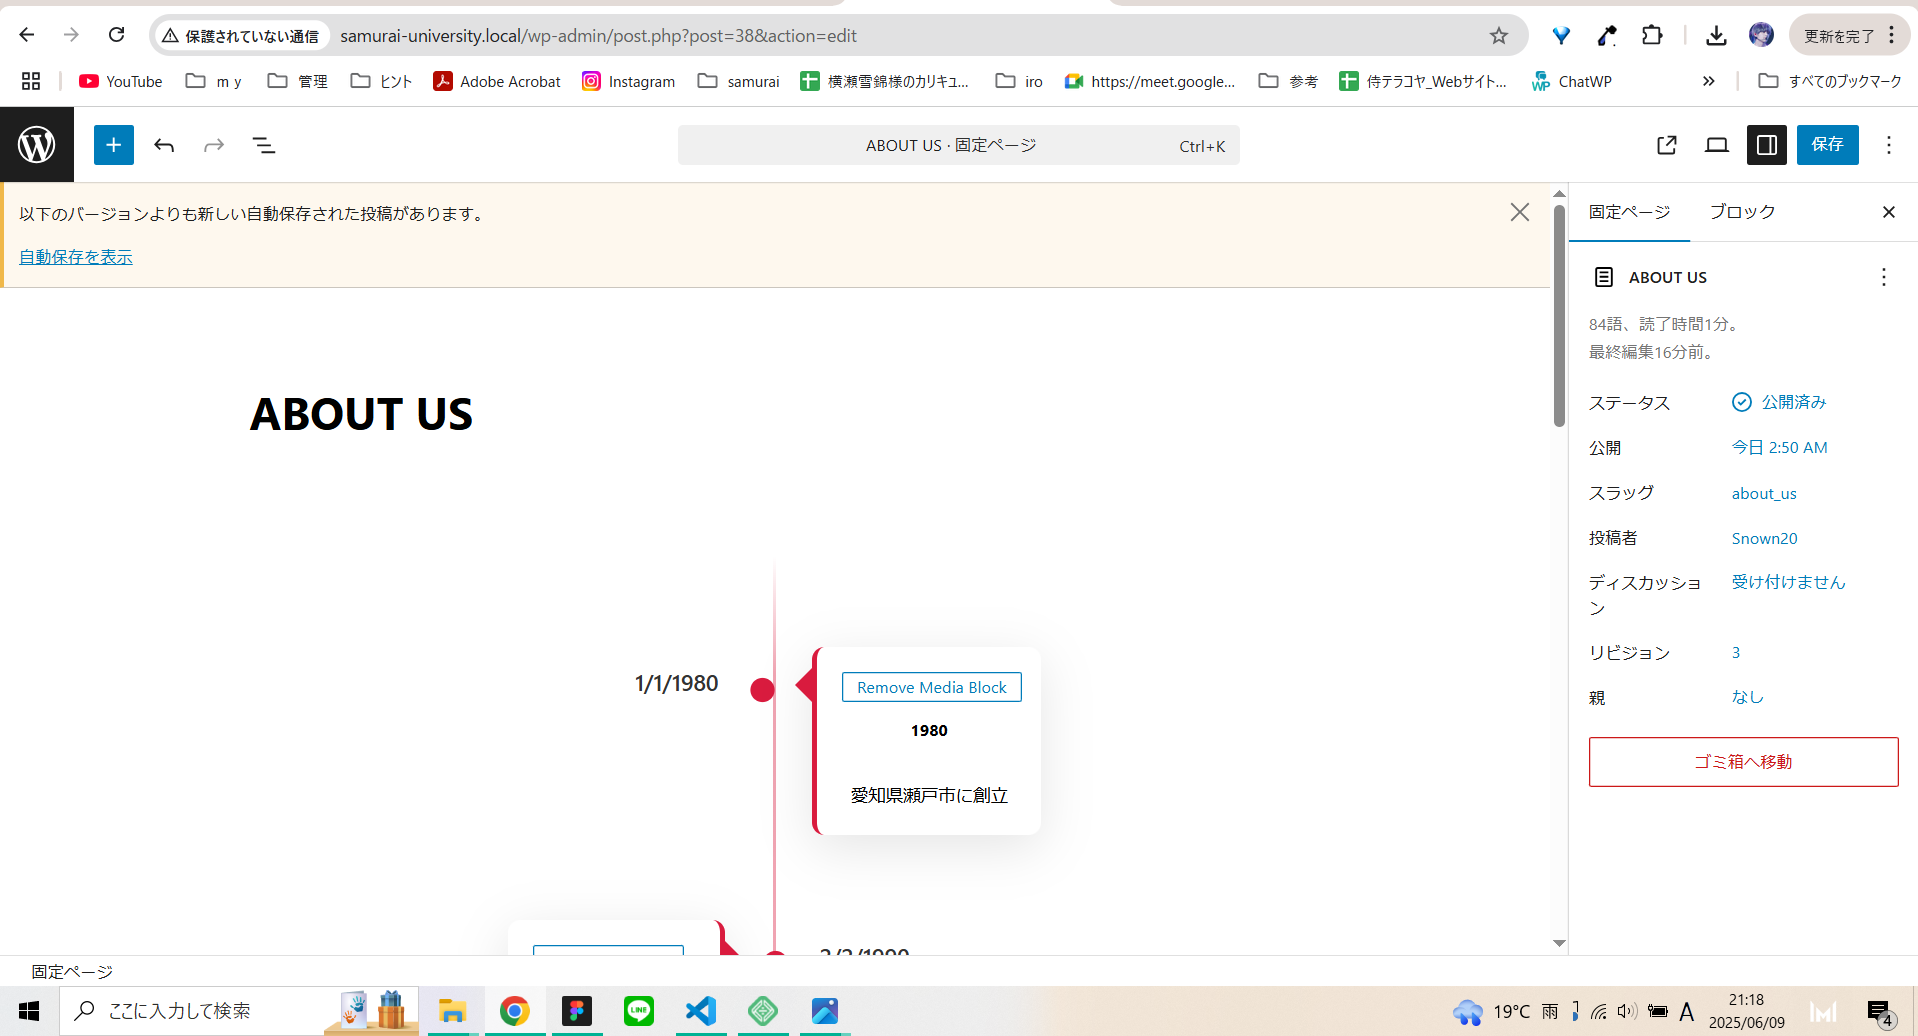 保護されていない通信
samurai-university.local/wp-admin/post.php?post=38&action=edit
更新を完了
YouTube
m y
管理
ヒント
Adobe Acrobat
Instagram
samurai
横瀬雪錦様のカリキュ...
iro
https://meet.google...
参考
侍テラコヤ_Webサイト...
ChatWP
すべてのブックマーク
ABOUT US · 固定ページ
Ctrl+K
保存
以下のバージョンよりも新しい自動保存された投稿があります。
自動保存を表示
ABOUT US
1/1/1980
Remove Media Block
1980
愛知県瀬戸市に創立
固定ページ
ブロック
ABOUT US
84語、読了時間1分。
最終編集16分前。
ステータス
公開済み
公開
今日 2:50 AM
スラッグ
about_us
投稿者
Snown20
ディスカッショ
ン
受け付けません
リビジョン
3
親
なし
ゴミ箱へ移動
固定ページ
ここに入力して検索
LINE
19°C
雨
A
21:18
2025/06/09
4